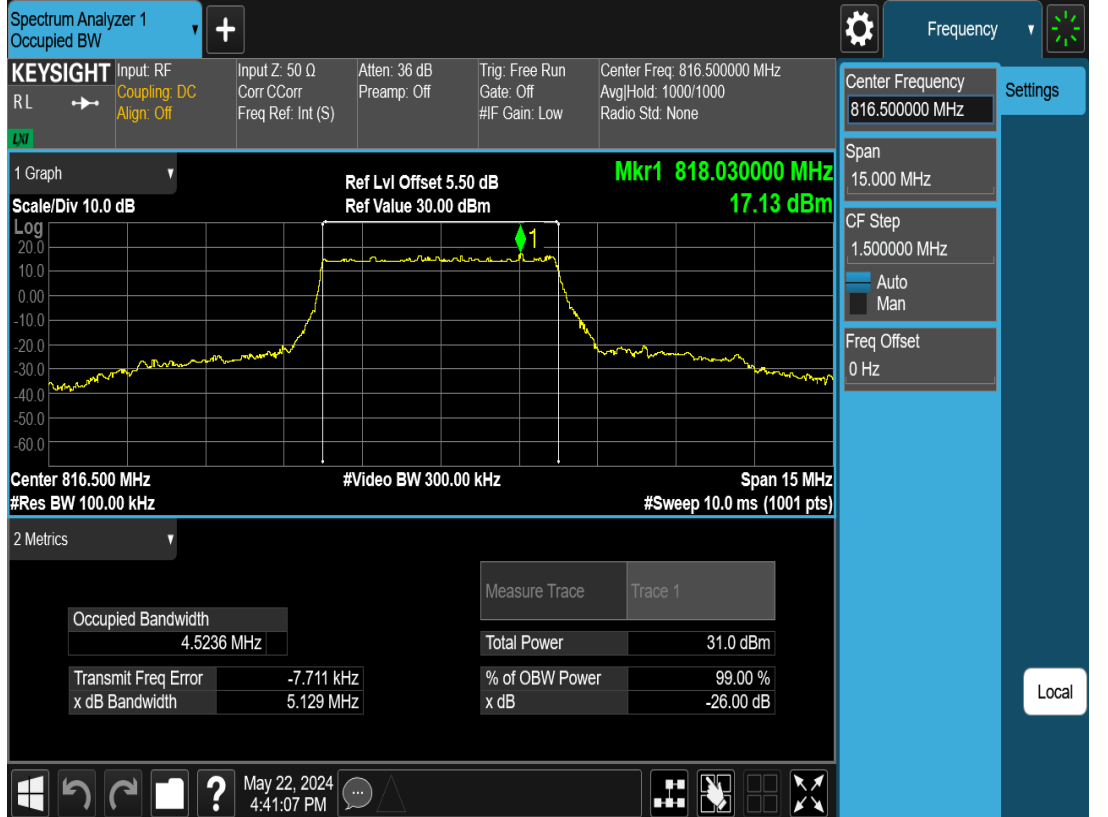 Spectrum Analyzer 1
Occupied BW
+
Frequency
KEYSIGHT
R L
LXI
Input: RF
Coupling: DC
Align: Off
Input Z: 50 Ω
Corr CCorr
Freq Ref: Int (S)
Atten: 36 dB
Preamp: Off
Trig: Free Run
Gate: Off
#IF Gain: Low
Center Freq: 816.500000 MHz
Avg|Hold: 1000/1000
Radio Std: None
Center Frequency
816.500000 MHz
Settings
Span
15.000 MHz
CF Step
1.500000 MHz
Auto
Man
Freq Offset
0 Hz
Local
1 Graph
Scale/Div 10.0 dB
Ref Lvl Offset 5.50 dB
Ref Value 30.00 dBm
Mkr1 818.030000 MHz
17.13 dBm
Log
20.0
10.0
0.00
-10.0
-20.0
-30.0
-40.0
-50.0
-60.0
1
Center 816.500 MHz
#Video BW 300.00 kHz
Span 15 MHz
#Res BW 100.00 kHz
#Sweep 10.0 ms (1001 pts)
2 Metrics
Measure Trace
Trace 1
Occupied Bandwidth
4.5236 MHz
Total Power
31.0 dBm
Transmit Freq Error
-7.711 kHz
% of OBW Power
99.00 %
x dB Bandwidth
5.129 MHz
x dB
-26.00 dB
?
May 22, 2024
4:41:07 PM